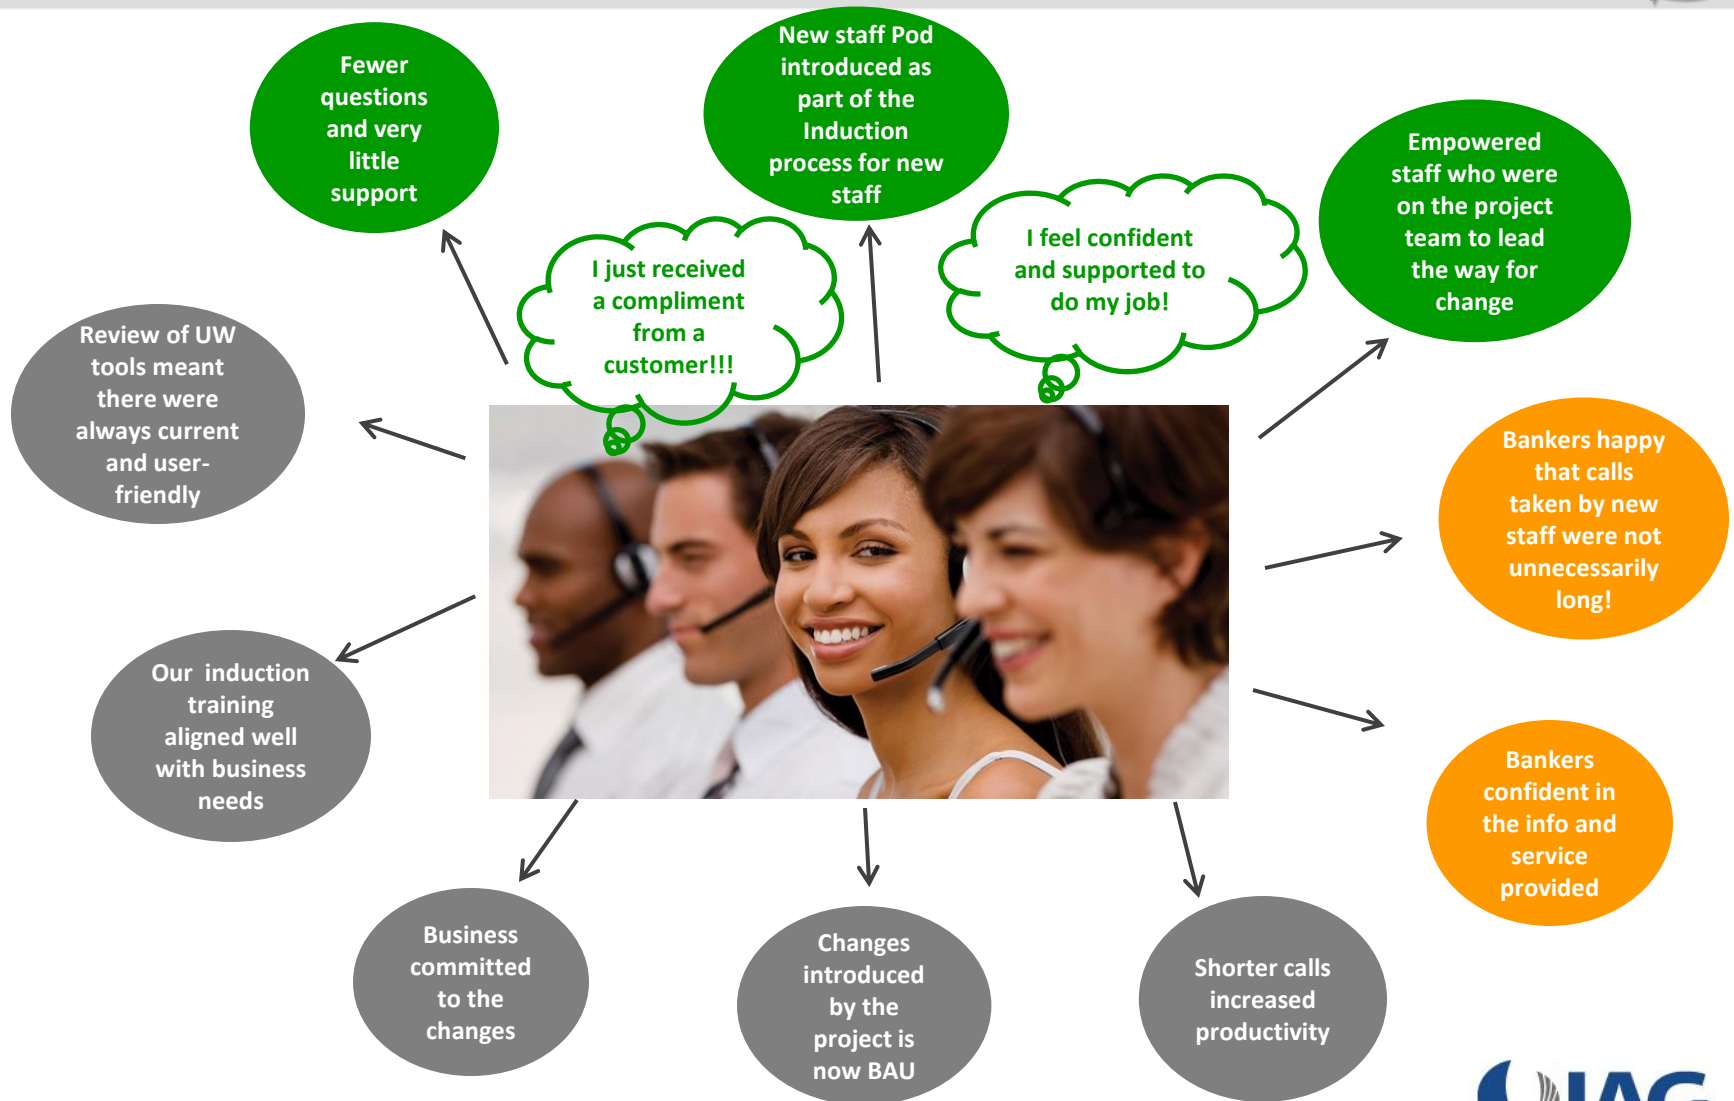 Fewer
questions
and very
little
support
New staff Pod
introduced as
part of the
Induction
process for new
staff
Empowered
staff who were
on the project
team to lead
the way for
change
I just received
a compliment
from a
customer!!!
I feel confident
and supported to
do my job!
Review of UW
tools meant
there were
always current
and user-
friendly
Bankers happy
that calls
taken by new
staff were not
unnecessarily
long!
Our  induction
training
aligned well
with business
needs
Bankers
confident in
the info and
service
provided
Business
committed
to the
changes
Changes
introduced
by the
project is
now BAU
Shorter calls
increased
productivity
IAG